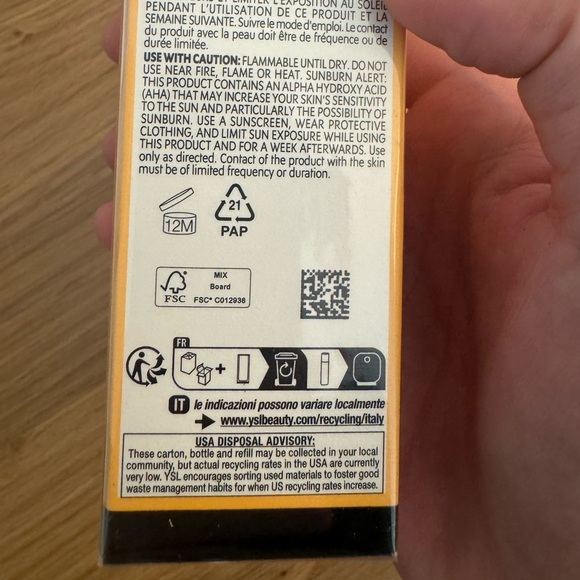 ET LIMITER L'EXPOSITION AU SOLEIL
PENDANT L'UTILISATION DE CE PRODUIT ET LA
SEMAINE SUIVANTE. Suivre le mode d'emploi. Le contact
du produit avec la peau doit être de fréquence ou de
durée limitée.
USE WITH CAUTION: FLAMMABLE UNTIL DRY. DO NOT
USE NEAR FIRE, FLAME OR HEAT. SUNBURN ALERT:
THIS PRODUCT CONTAINS AN ALPHA HYDROXY ACID
(AHA) THAT MAY INCREASE YOUR SKIN'S SENSITIVITY
TO THE SUN AND PARTICULARLY THE POSSIBILITY OF
SUNBURN. USE A SUNSCREEN, WEAR PROTECTIVE
CLOTHING, AND LIMIT SUN EXPOSURE WHILE USING
THIS PRODUCT AND FOR A WEEK AFTERWARDS. Use
only as directed. Contact of the product with the skin
must be of limited frequency or duration.
12M
21
PAP
FSC
MIX
Board
FSC® C012938
FR
+
IT le indicazioni possono variare localmente
www.yslbeauty.com/recycling/italy
USA DISPOSAL ADVISORY:
These carton, bottle and refill may be collected in your local
community, but actual recycling rates in the USA are currently
very low. YSL encourages sorting used materials to foster good
waste management habits for when US recycling rates increase.